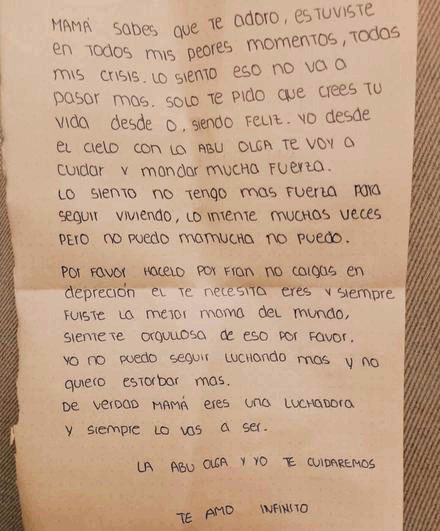 MAMÁ sabes que te adoro, estuviste
en todos mis peores momentos, todas
mis crisis. Lo siento eso no va a
pasar mas. solo te pido que crees tu
vida desde 0, siendo feliz. yo desde
el cielo con la abu olga te voy a
cuidar y mandar mucha fuerza.
Lo siento no tengo mas fuerza para
seguir viviendo, lo intente muchas veces
pero no puedo mamucha no puedo.
Por favor hacelo por fran no caigas en
depreción el te necesita eres y siempre
fuiste la mejor mama del mundo,
siente te orgullosa de eso por favor.
yo no puedo seguir luchando mas y no
quiero estorbar mas.
De verdad mamá eres una luchadora
y siempre lo vas a ser.
La abu olga y yo te cuidaremos
te amo infinito